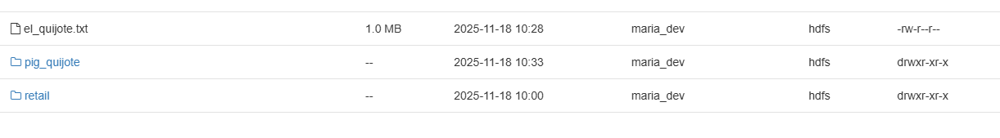 el_quijote.txt 1.0 MB 2025-11-18 10:28 maria_dev hdfs -rw-r--r--
pig_quijote -- 2025-11-18 10:33 maria_dev hdfs drwxr-xr-x
retail -- 2025-11-18 10:00 maria_dev hdfs drwxr-xr-x